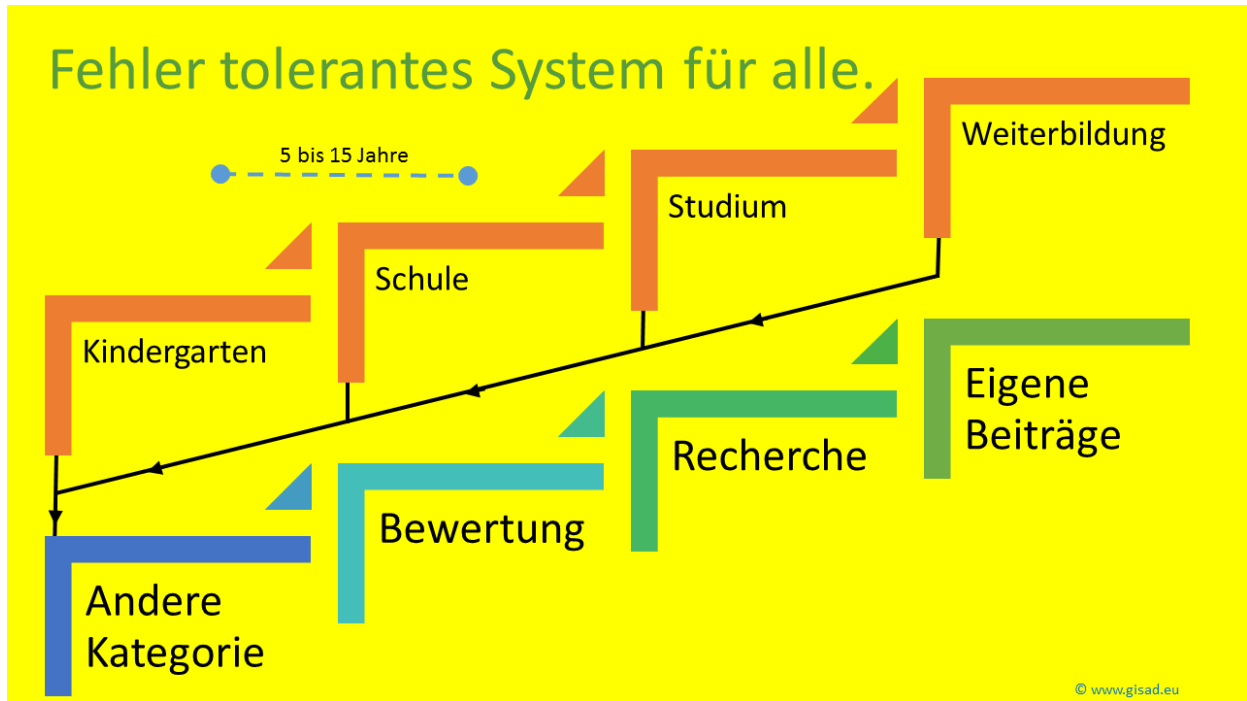 Fehler tolerantes System für alle.
5 bis 15 Jahre
Kindergarten
Schule
Studium
Weiterbildung
Andere
Kategorie
Bewertung
Recherche
Eigene
Beiträge
© www.gisad.eu